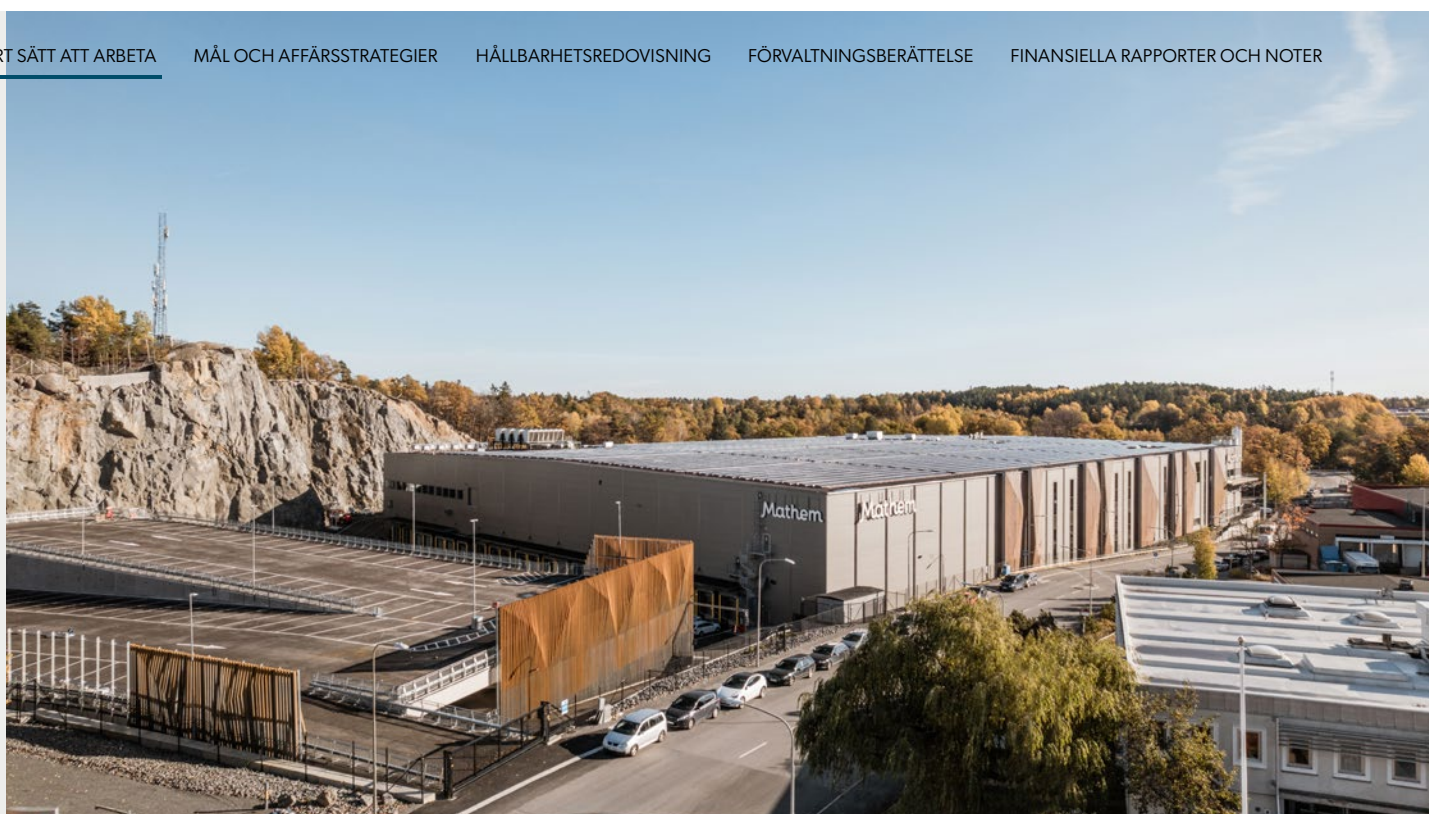 RT SÄTT ATT ARBETA MÅL OCH AFFÄRSSTRATEGIER HÅLLBARHETSREDOVISNING FÖRVALTNINGSBERÄTTELSE FINANSIELLA RAPPORTER OCH NOTER
Mathem Mathem